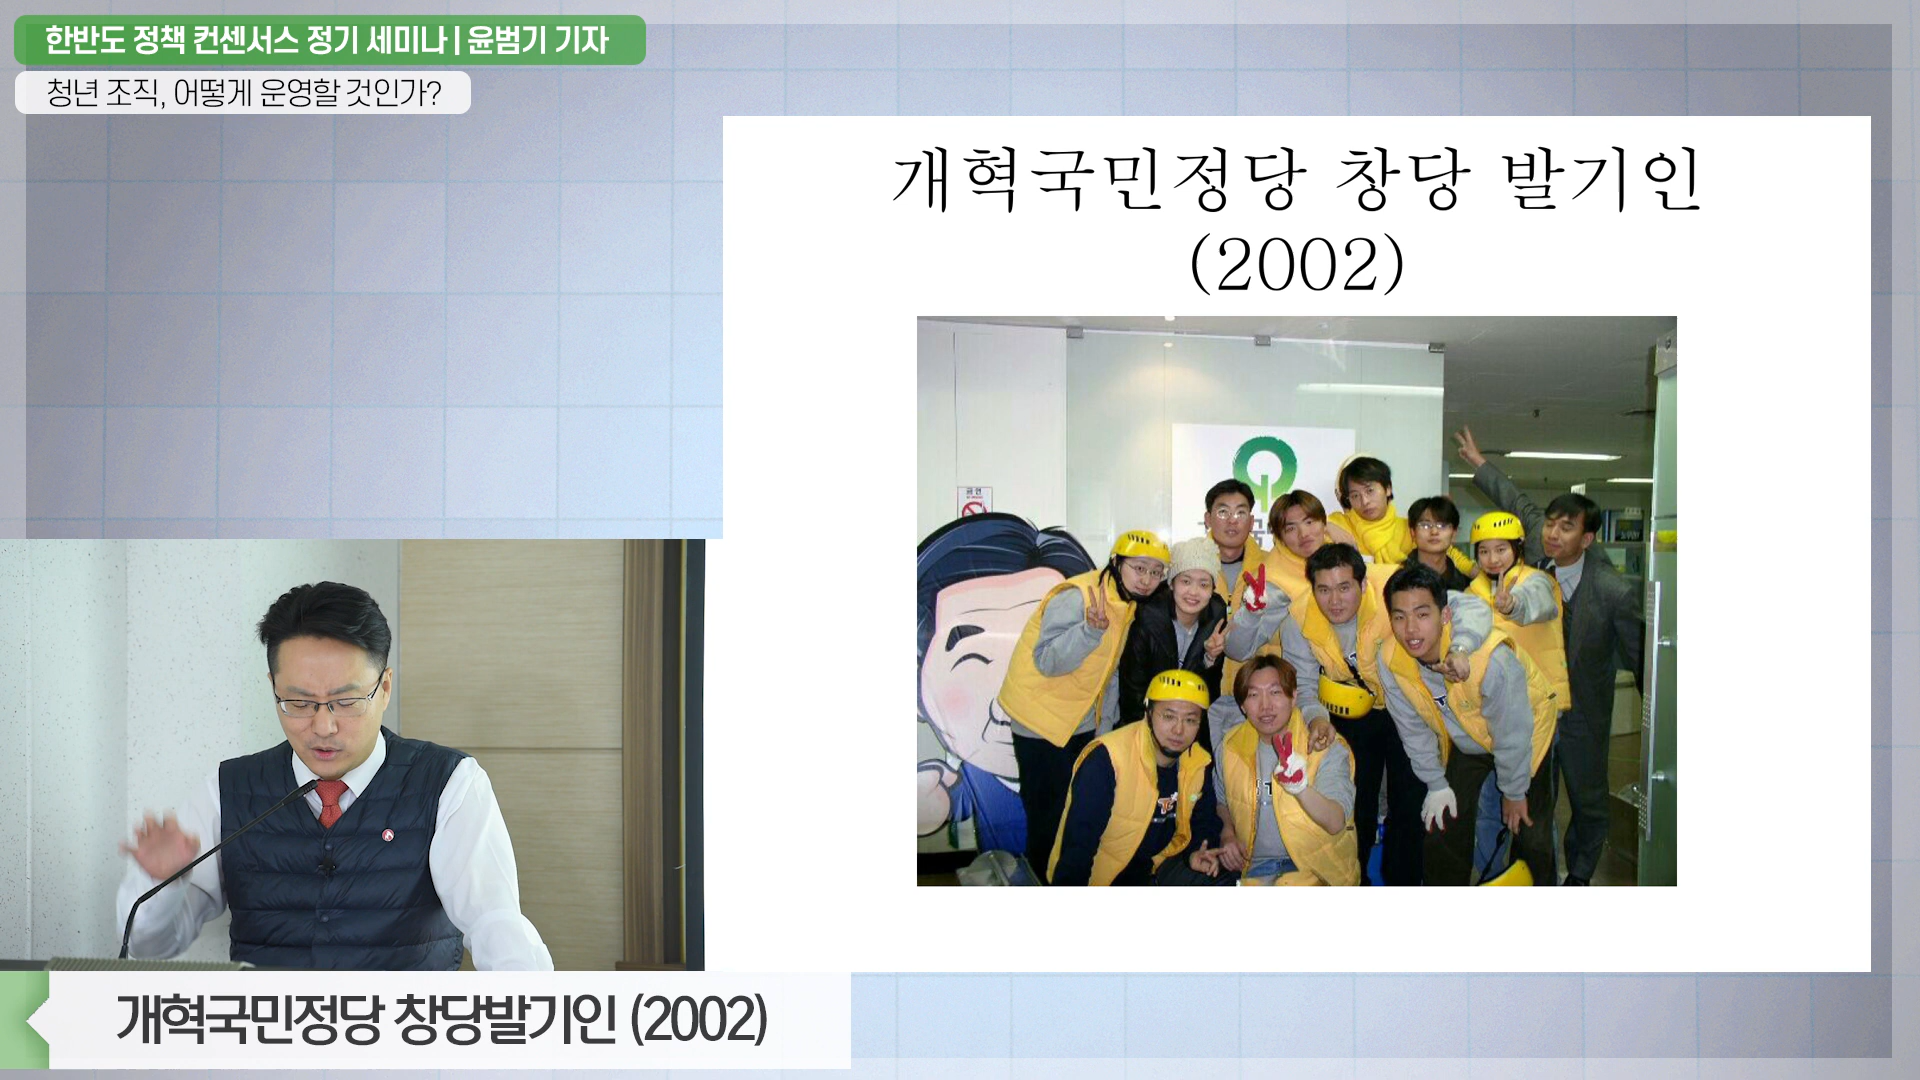 한반도 정책 컨센서스 정기 세미나 | 윤범기 기자
청년 조직, 어떻게 운영할 것인가?
개혁국민정당 창당 발기인
(2002)
금연
개혁국민정당 창당발기인 (2002)